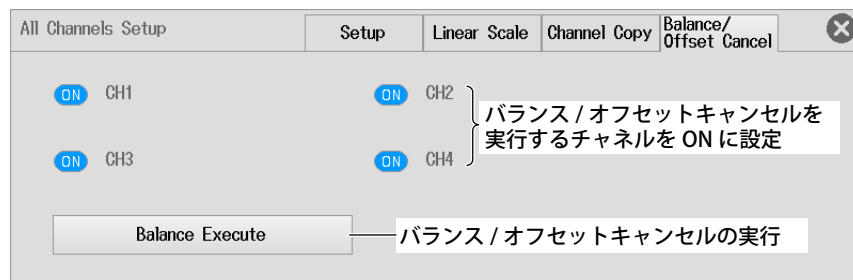 All Channels Setup
Setup
Linear Scale
Channel Copy
Balance/
Offset Cancel
ON CH1
ON CH2
バランス / オフセットキャンセルを
実行するチャネルを ON に設定
ON CH3
ON CH4
Balance Execute
バランス / オフセットキャンセルの実行